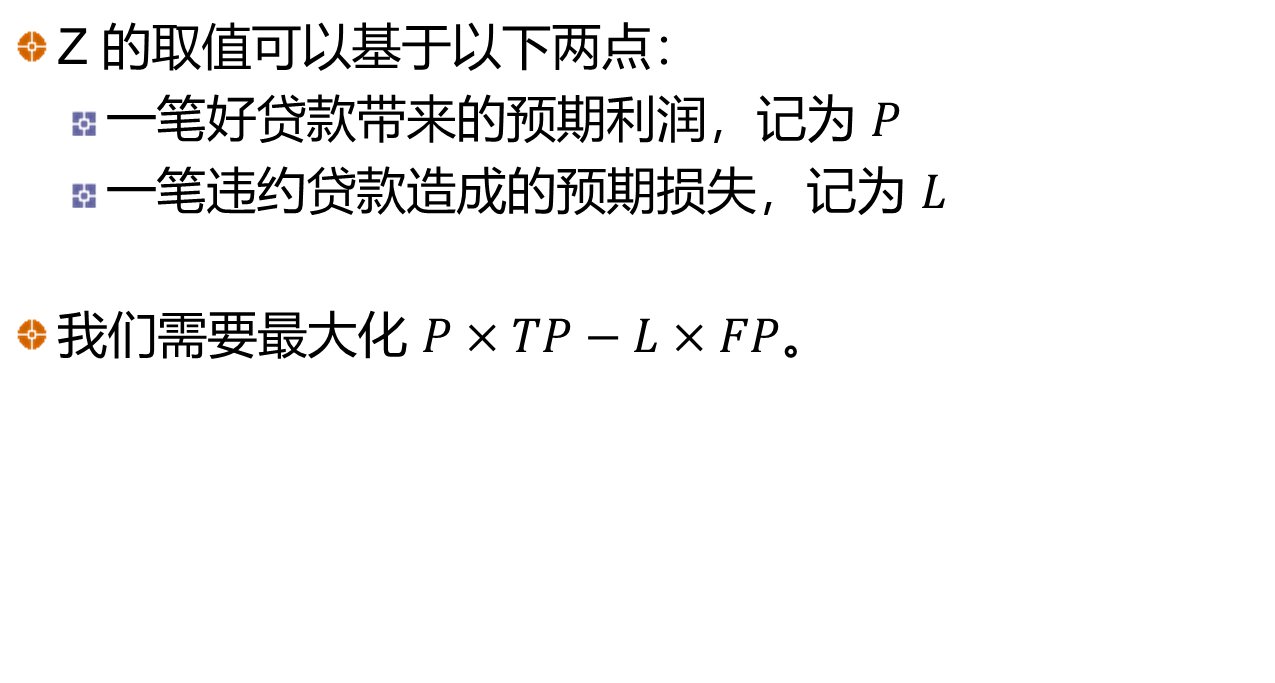 Z 的取值可以基于以下两点：
一笔好贷款带来的预期利润，记为 P
一笔违约贷款造成的预期损失，记为 L
我们需要最大化 P × TP − L × FP。